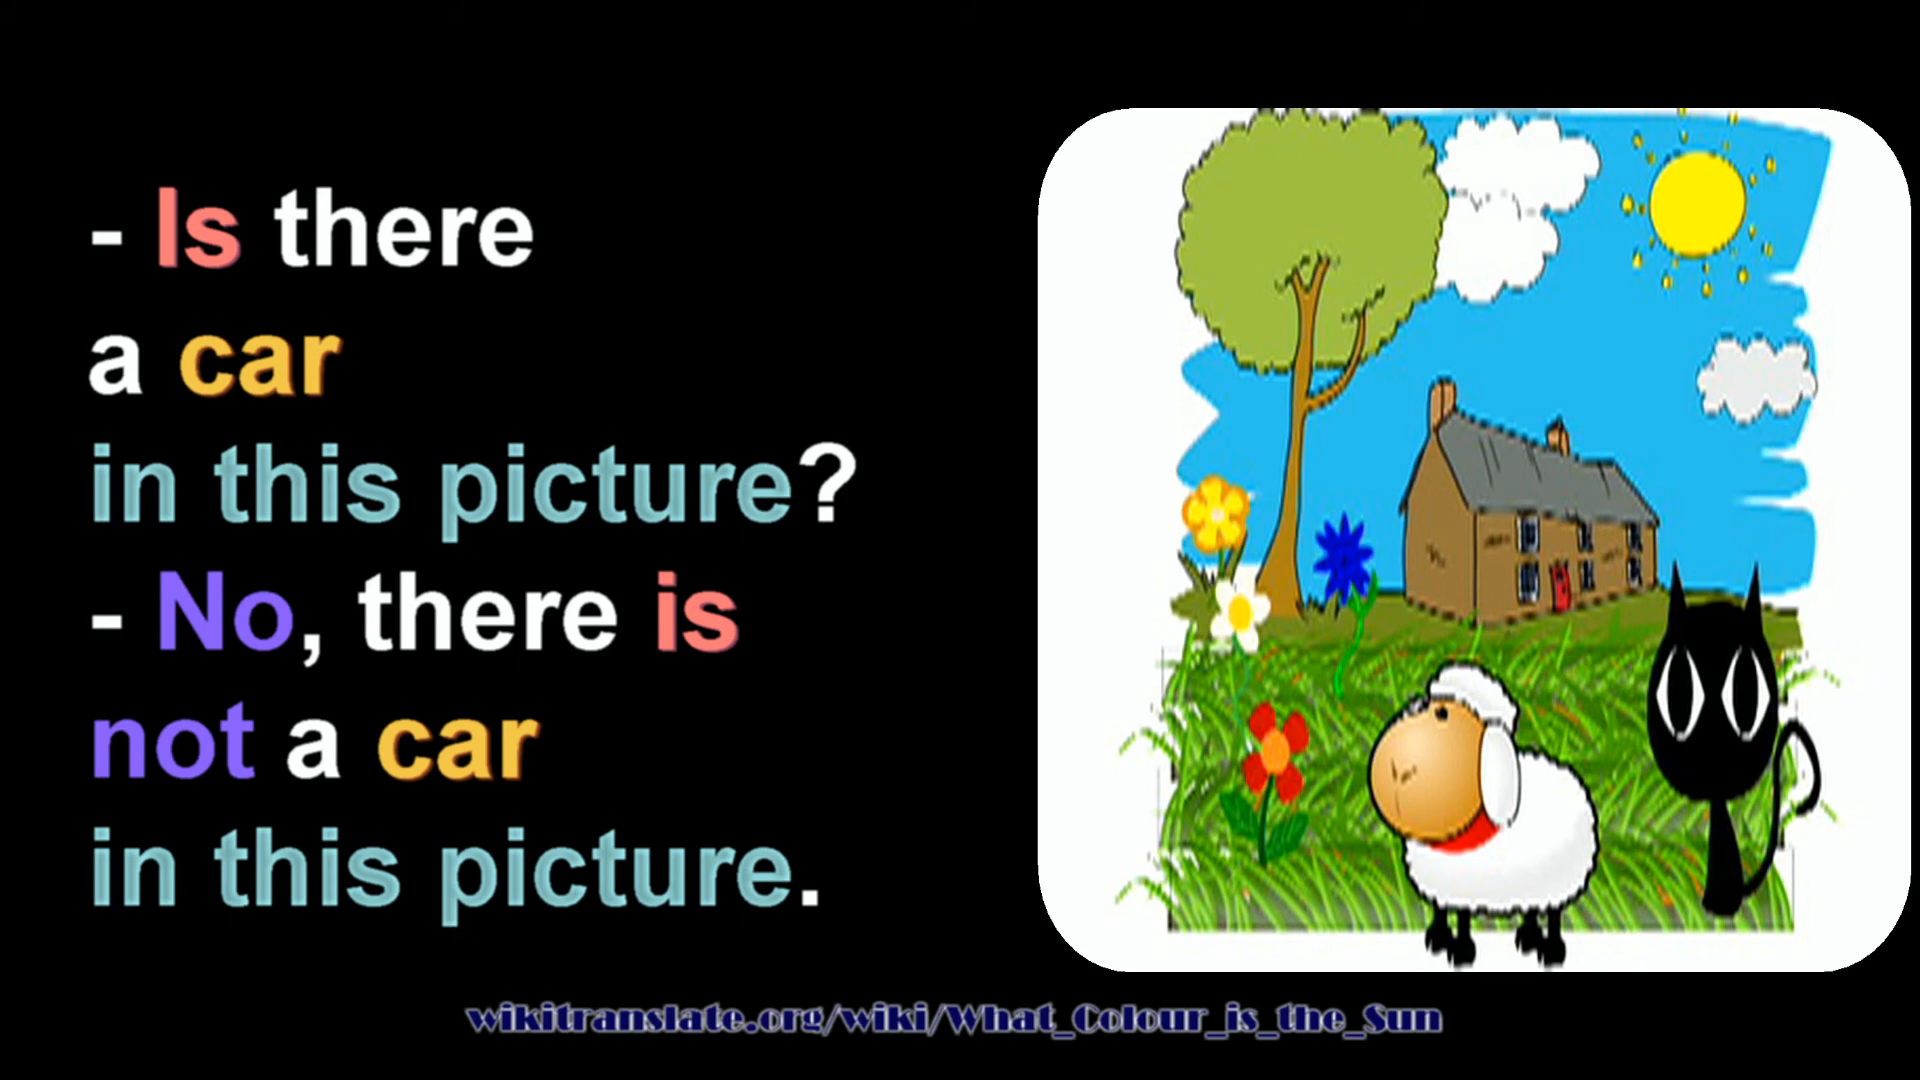 - Is there
a car
in this picture?
- No, there is
not a car
in this picture.
wikitranslate.org/wiki/What_Colour_is_the_Sun